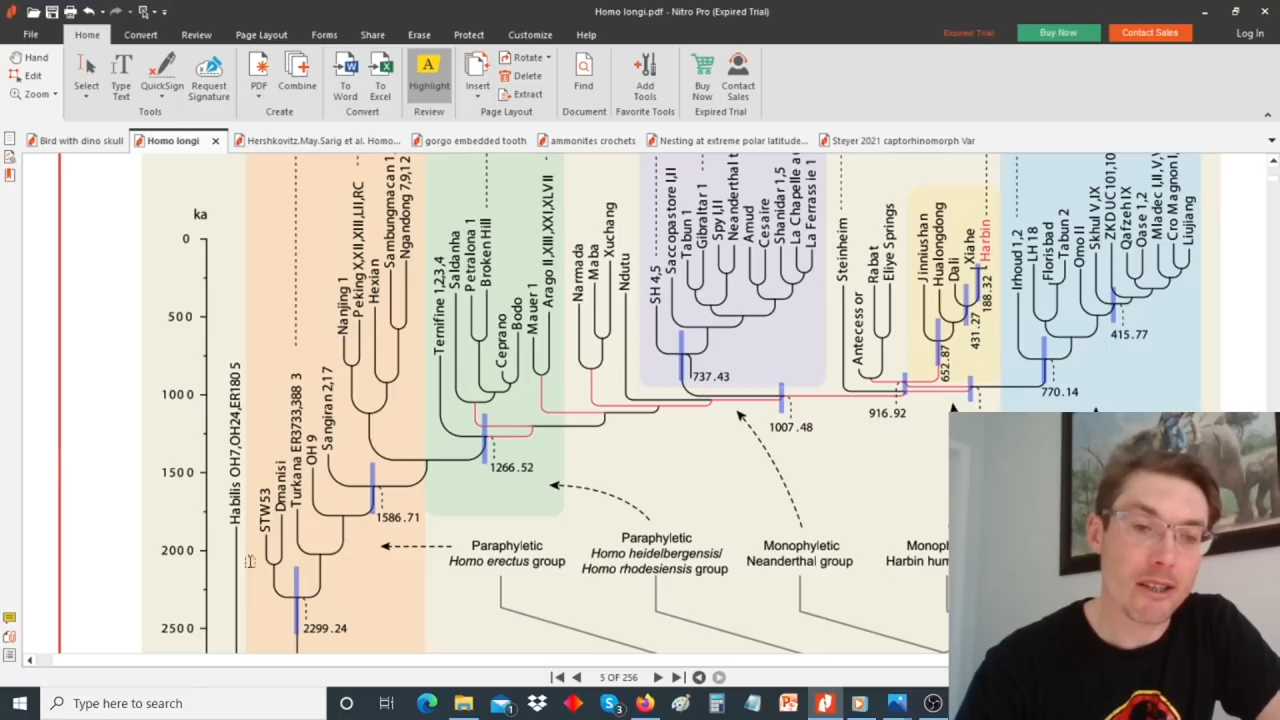 Homo longi.pdf - Nitro Pro (Expired Trial)
File Home Convert Review Page Layout Forms Share Erase Protect Customize Help Expired Trial Buy Now Contact Sales Log In
Hand
Edit
Zoom
Select
Type Text
QuickSign
Request Signature
Tools
PDF
Combine
Create
To Word
To Excel
Convert
Highlight
Review
Insert
Rotate
Delete
Extract
Page Layout
Find
Document
Add Tools
Favorite Tools
Buy Now
Contact Sales
Expired Trial
Bird with dino skull
Homo longi
Hershkovitz.May.Sarig et al. Homo...
gorgo embedded tooth
ammonites crochets
Nesting at extreme polar latitude...
Steyer 2021 captorhinomorph Var
ka
0
500
1000
1500
2000
2500
Habilis OH7,OH24,ER1805
STW53
Dmanisi
Turkana ER3733,3883
OH 9
Sangiran 2,17
Nanjing 1
Peking X,XII,XIII,LII,RC
Hexian
Sambungmacan 1
Ngandong 7,9,12
Ternifine 1,2,3,4
Saldanha
Petralona 1
Broken Hill
Ceprano
Bodo
Mauer 1
Arago II,XIII,XXI,XLVII
Narmada
Maba
Xuchang
Ndutu
SH 4,5
Saccopastore I,II
Tabun 1
Gibraltar 1
Spy I,II
Neanderthal
Amud
Cesaire
Shanidar 1,5
La Chapelle a
La Ferrassie 1
Steinheim
Antecessor
Rabat
Eliye Springs
Jinniushan
Hualongdong
Dali
Xiahe
Harbin
Irhoud 1,2
LH 18
Florisbad
Tabun 2
Omo II
Skhul V,IX
ZKD UC101,10
Qafzeh IX
Oase 1,2
Mladec I,II,V,
Cro Magnon I,
Liujiang
188.32
431.27
652.87
415.77
737.43
770.14
916.92
1007.48
1266.52
1586.71
2299.24
Paraphyletic
Homo erectus group
Paraphyletic
Homo heidelbergensis/
Homo rhodesiensis group
Monophyletic
Neanderthal group
Monoph
Harbin hum
5 OF 256
Type here to search